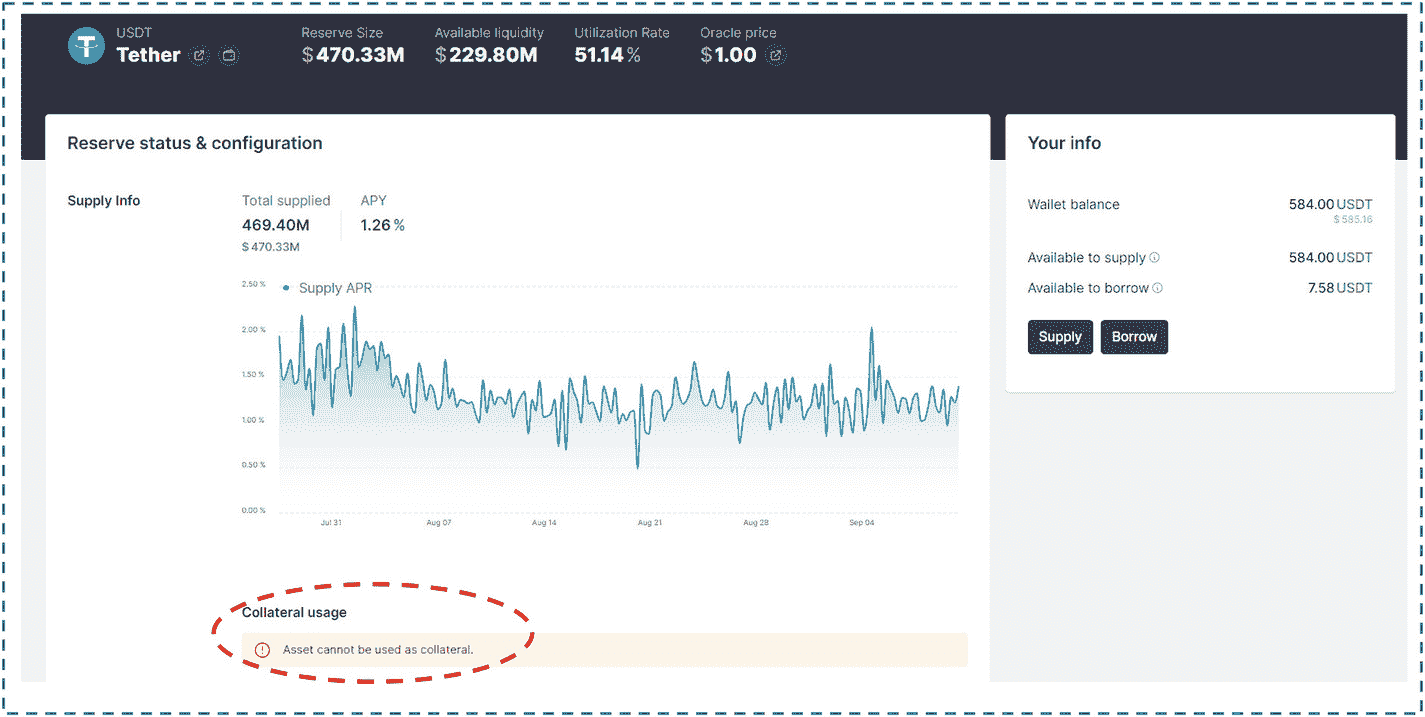 USDT
Tether
Reserve Size
$470.33M
Available liquidity
$229.80M
Utilization Rate
51.14%
Oracle price
$1.00
Reserve status & configuration
Supply Info
Total supplied
469.40M
$470.33M
APY
1.26%
Supply APR
2.50 %
2.00 %
1.50 %
1.00 %
0.50 %
0.00 %
Jul 31 Aug 07 Aug 14 Aug 21 Aug 28 Sep 04
Collateral usage
Asset cannot be used as collateral.
Your info
Wallet balance 584.00 USDT
$585.16
Available to supply 584.00 USDT
Available to borrow 7.58 USDT
Supply Borrow